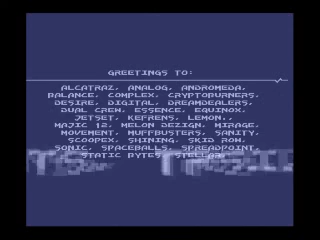 GREETINGS TO:
ALCATRAZ, ANALOG, ANDROMEDA,
BALANCE, COMPLEX, CRYPTOBURNERS,
DESIRE, DIGITAL, DREAMDEALERS,
DUAL CREW, ESSENCE, EQUINOX,
JETSET, KEFRENS, LEMON.,
MAJIC 12, MELON DEZIGN, MIRAGE,
MOVEMENT, MUFFBUSTERS, SANITY,
SCOOPEX, SHINING, SKID ROW,
SONIC, SPACEBALLS, SPREADPOINT,
STATIC BYTES, STELLAR,